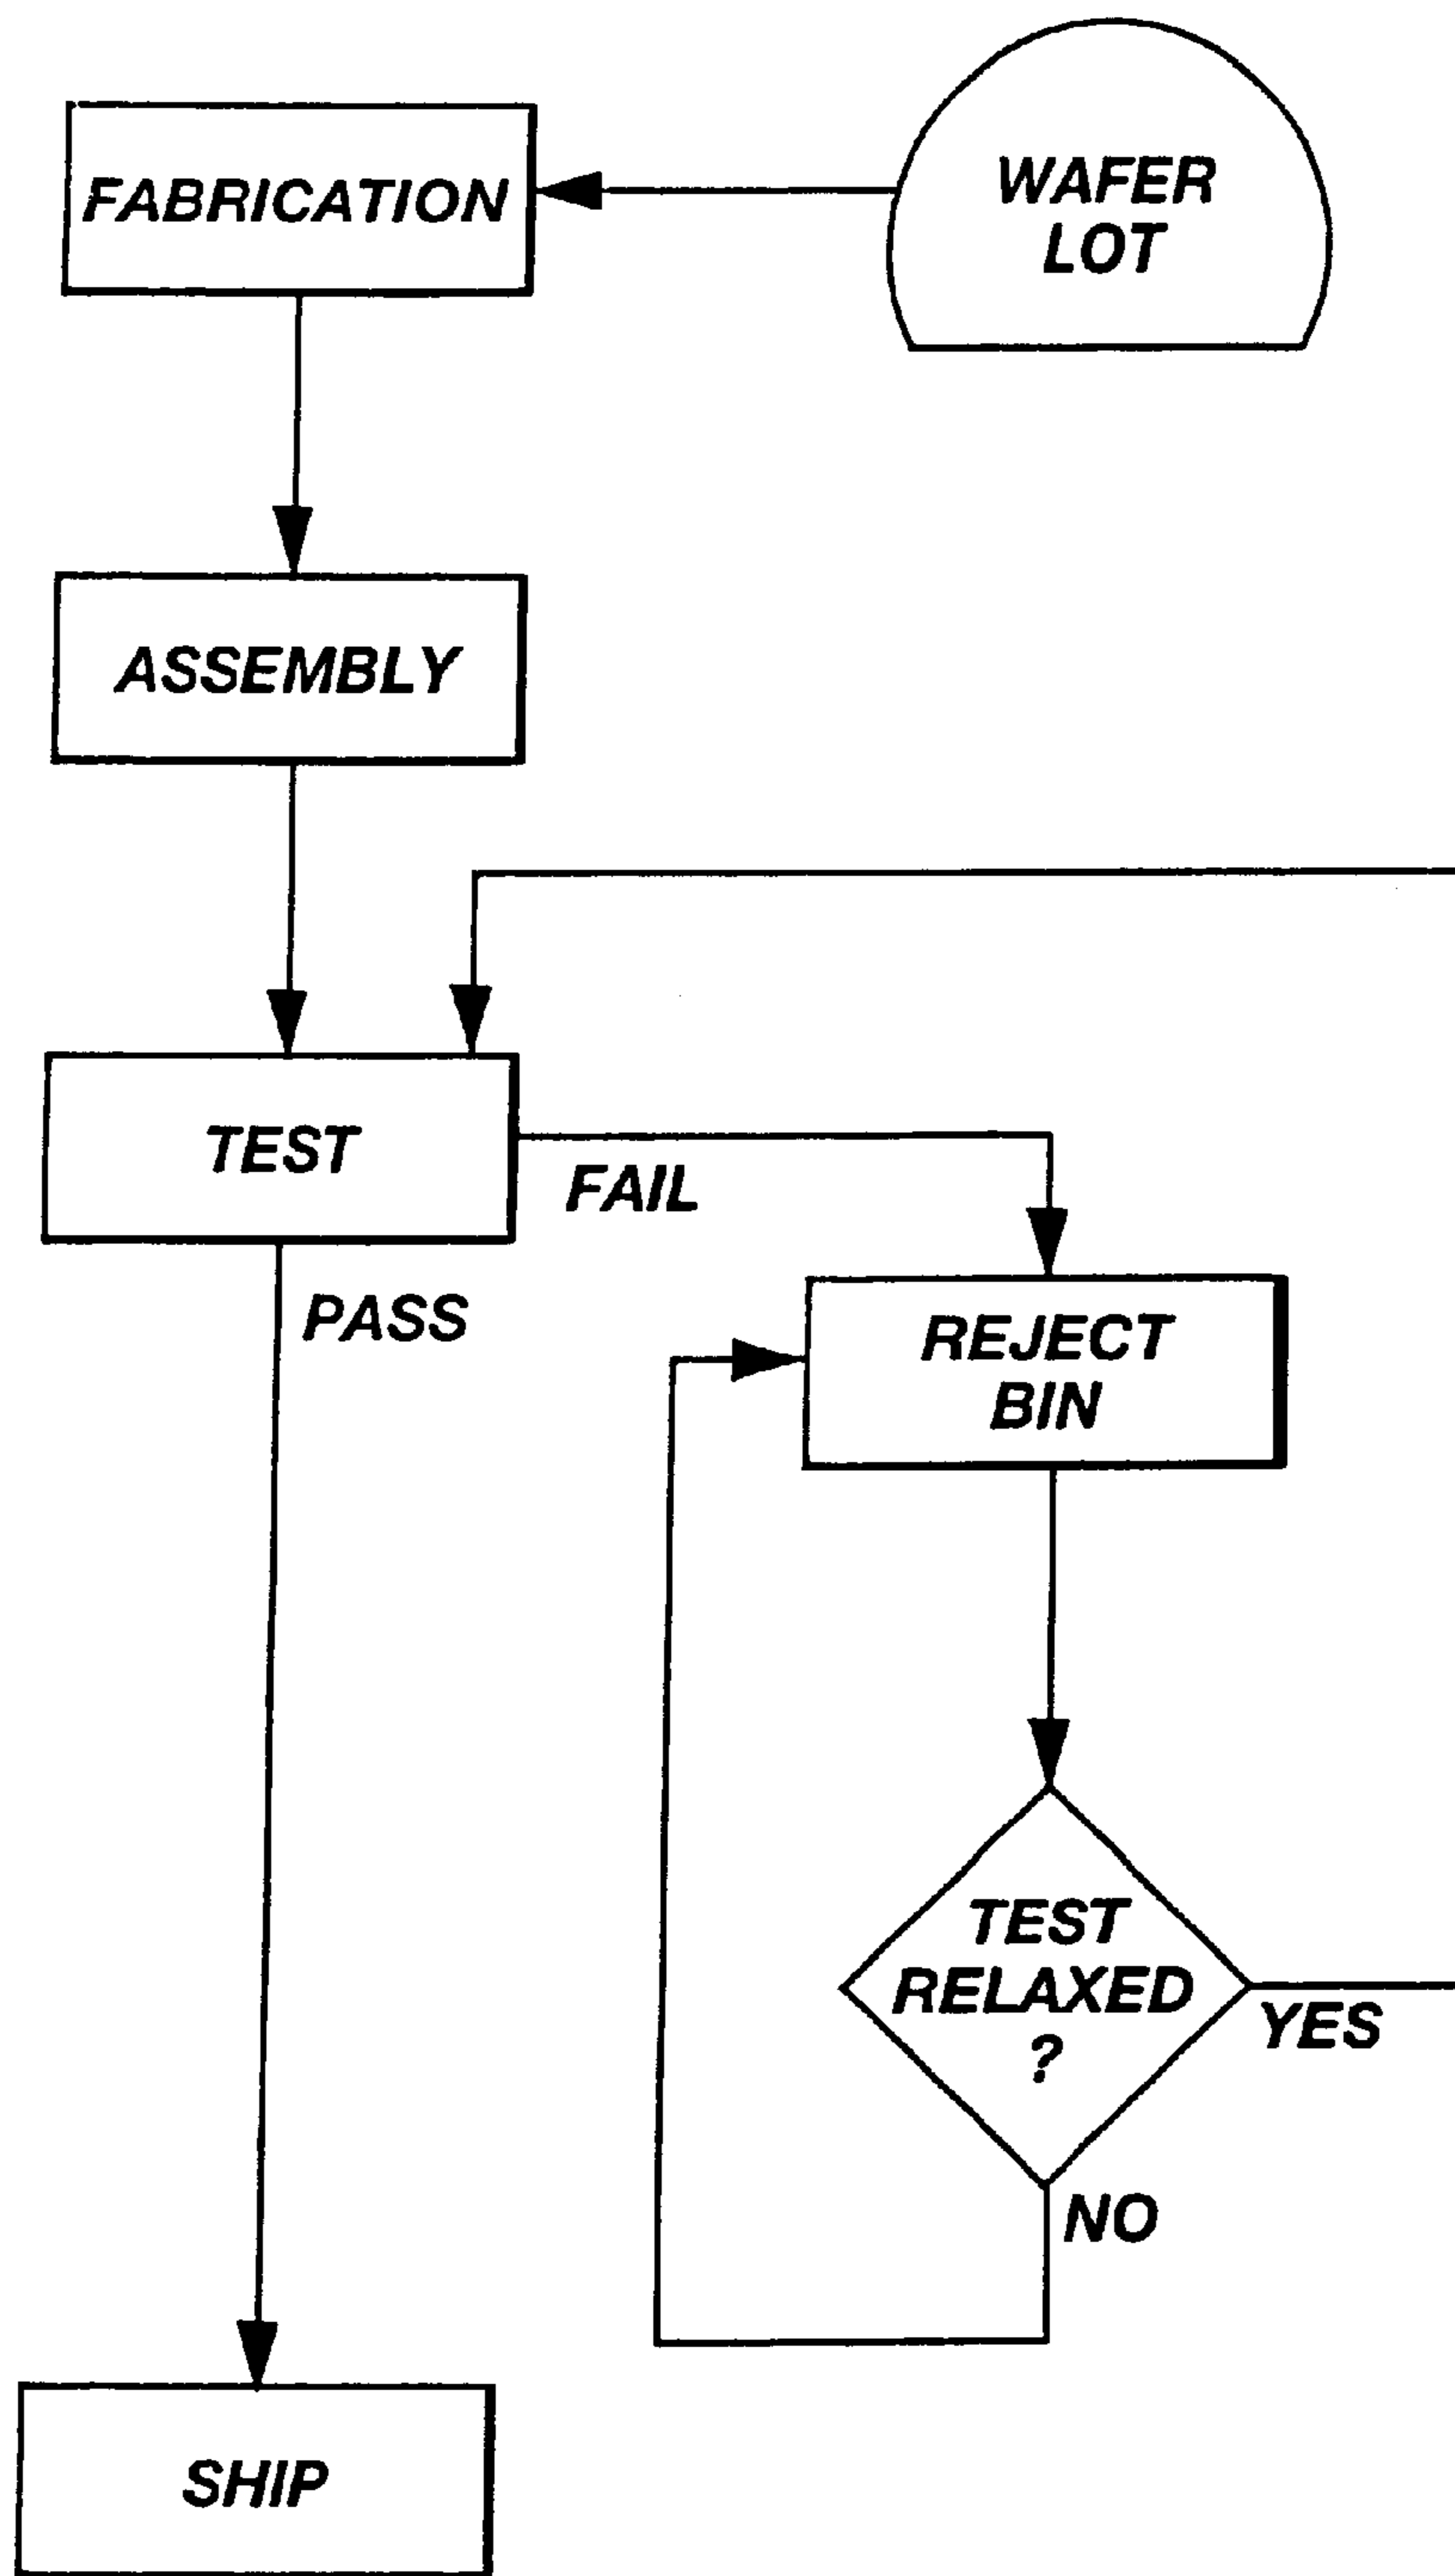 WAFER
LOT
FABRICATION
ASSEMBLY
TEST
FAIL
PASS
REJECT
BIN
TEST
RELAXED
?
YES
NO
SHIP